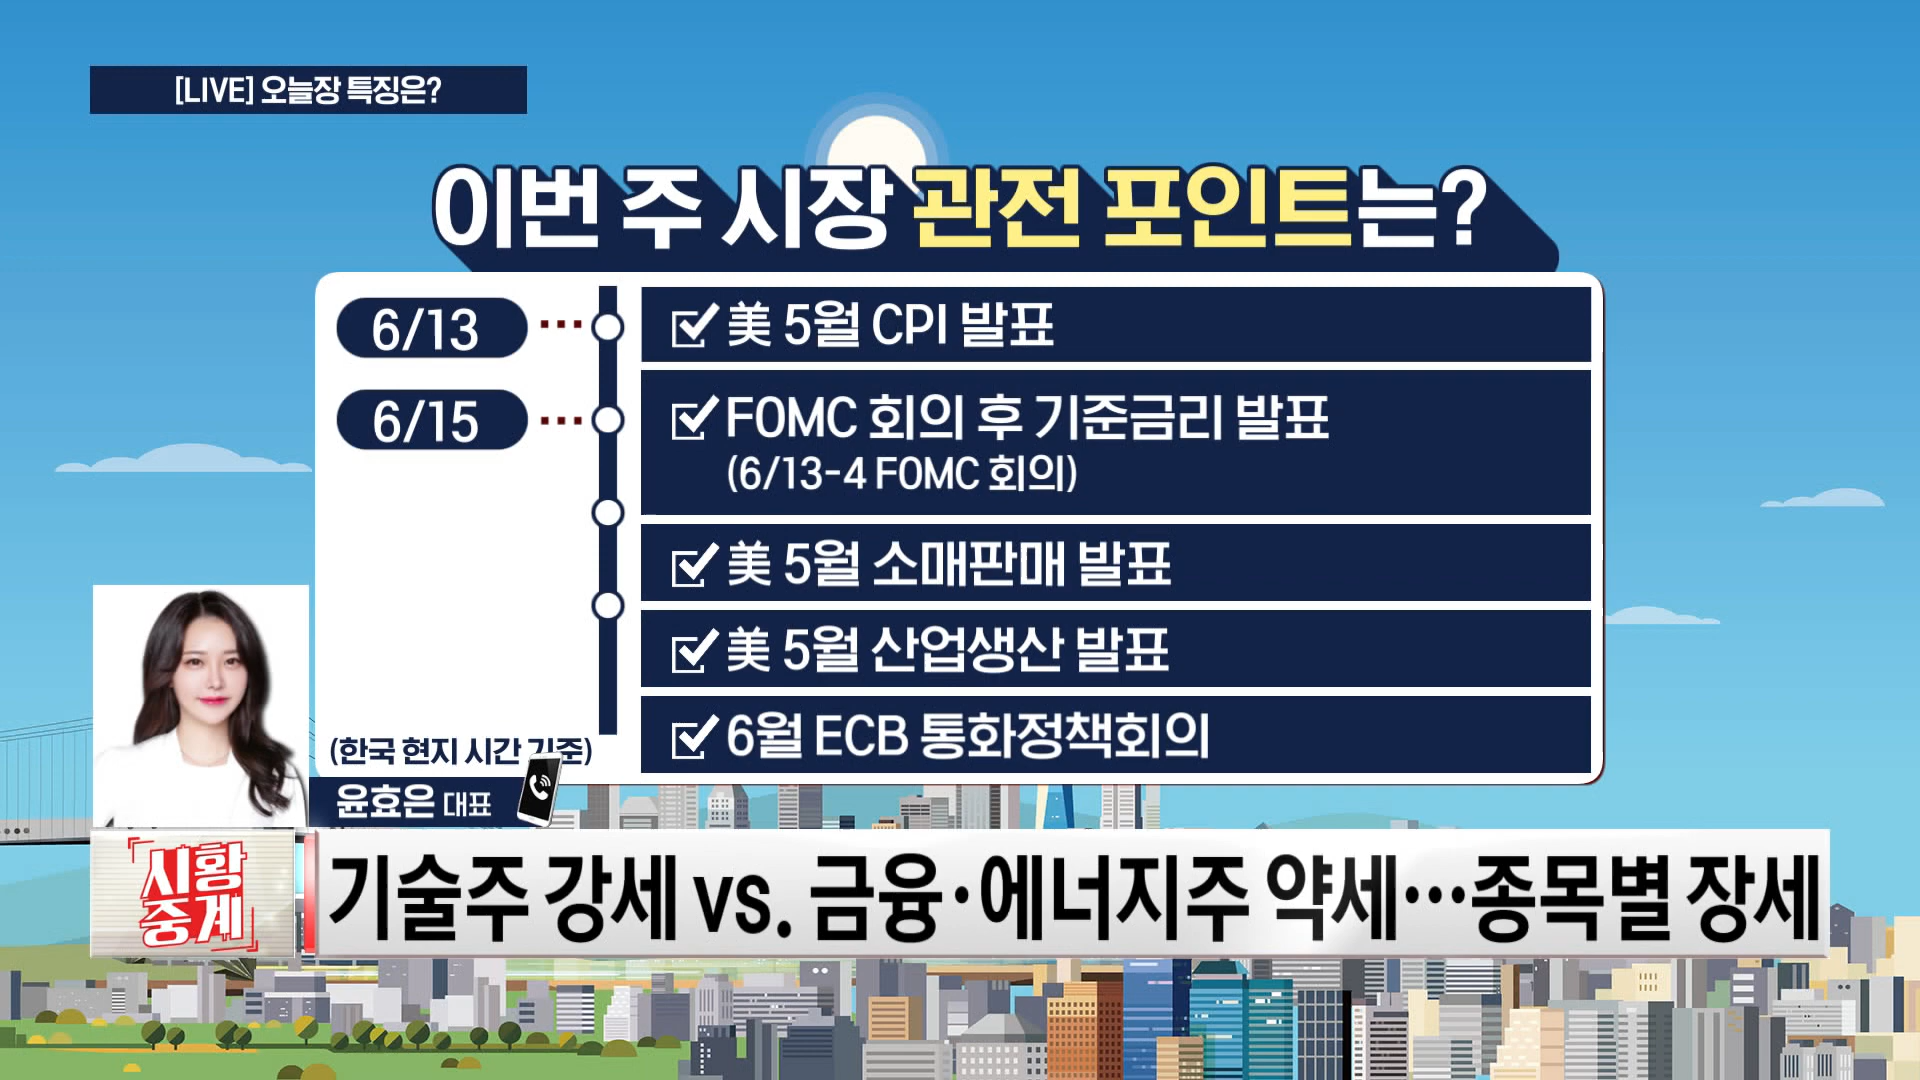 [LIVE] 오늘장 특징은?
이번 주 시장 관전 포인트는?
6/13
美 5월 CPI 발표
6/15
FOMC 회의 후 기준금리 발표
(6/13-4 FOMC 회의)
美 5월 소매판매 발표
美 5월 산업생산 발표
6월 ECB 통화정책회의
(한국 현지 시간 기준)
윤효은 대표
시황
중계
기술주 강세 vs. 금융·에너지주 약세…종목별 장세